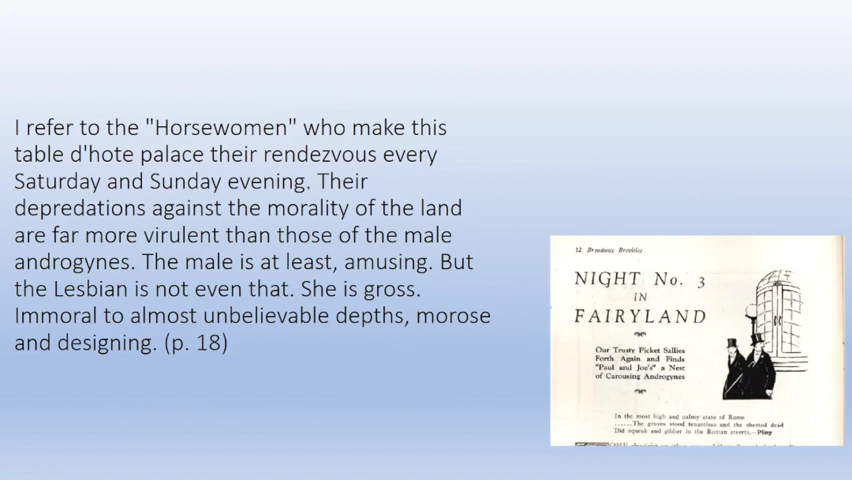 I refer to the "Horsewomen" who make this
table d'hote palace their rendezvous every
Saturday and Sunday evening. Their
depredations against the morality of the land
are far more virulent than those of the male
androgynes. The male is at least, amusing. But
the Lesbian is not even that. She is gross.
Immoral to almost unbelievable depths, morose
and designing. (p. 18)
12 Broadway Brevities
NIGHT No. 3
IN
FAIRYLAND
Our Trusty Picket Sallies
Forth Again and Finds
"Paul and Joe's" a Nest
of Carousing Androgynes
In the most high and palmy state of Rome
......The graves stood tenantless and the sheeted dead
Did squeak and gibber in the Roman streets.—Pliny